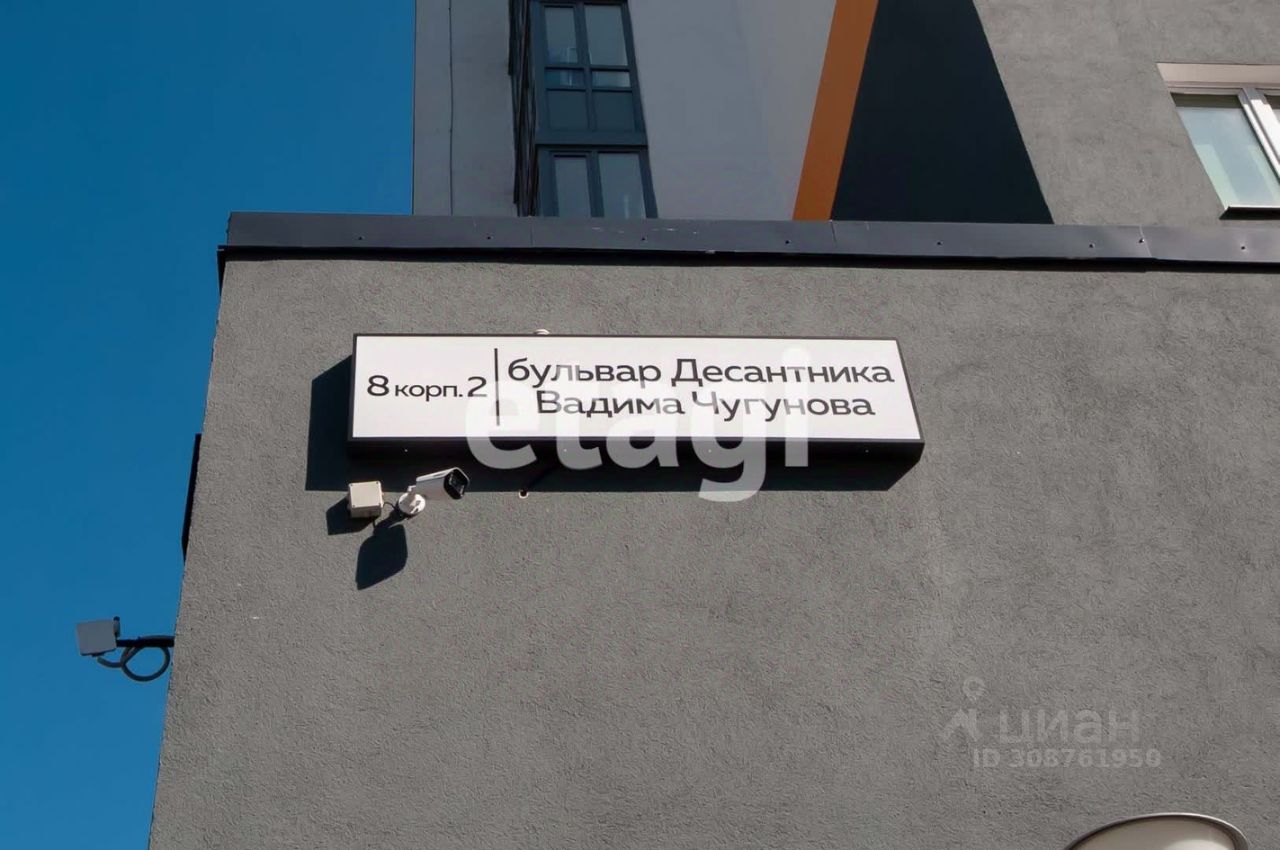 8 корп. 2
бульвар Десантника
Вадима Чугунова
etagi
циан
ID 308761950